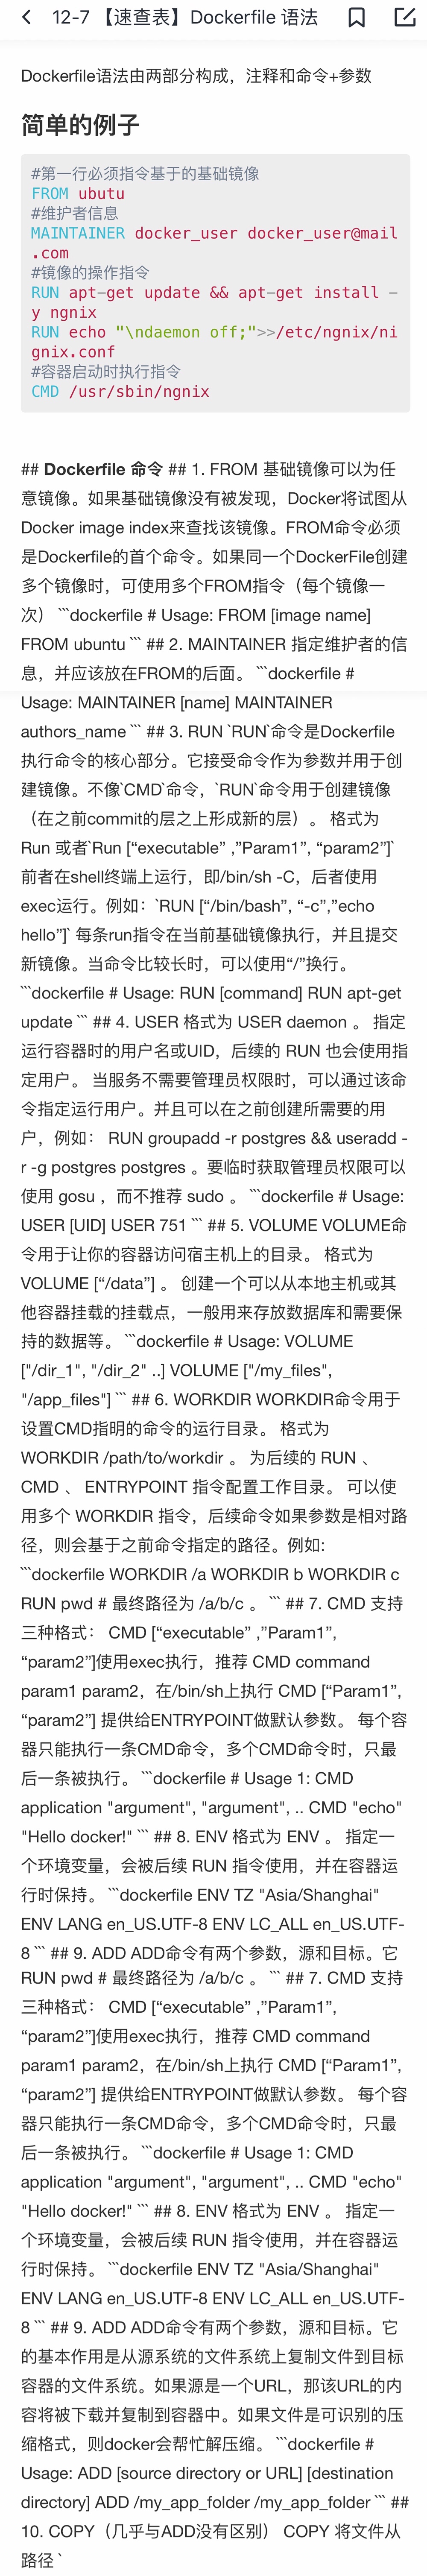 12-7 【速查表】Dockerfile 语法
Dockerfile语法由两部分构成，注释和命令+参数
简单的例子
#第一行必须指令基于的基础镜像
FROM ubutu
#维护者信息
MAINTAINER docker_user docker_user@mail
.com
#镜像的操作指令
RUN apt-get update && apt-get install -
y ngnix
RUN echo "\ndaemon off;">>/etc/ngnix/ni
gnix.conf
#容器启动时执行指令
CMD /usr/sbin/ngnix
## Dockerfile 命令 ## 1. FROM 基础镜像可以为任
意镜像。如果基础镜像没有被发现，Docker将试图从
Docker image index来查找该镜像。FROM命令必须
是Dockerfile的首个命令。如果同一个DockerFile创建
多个镜像时，可使用多个FROM指令（每个镜像一
次） ```dockerfile # Usage: FROM [image name]
FROM ubuntu ``` ## 2. MAINTAINER 指定维护者的信
息，并应该放在FROM的后面。 ```dockerfile #
Usage: MAINTAINER [name] MAINTAINER
authors_name ``` ## 3. RUN `RUN`命令是Dockerfile
执行命令的核心部分。它接受命令作为参数并用于创
建镜像。不像`CMD`命令，`RUN`命令用于创建镜像
（在之前commit的层之上形成新的层）。 格式为
Run 或者`Run [“executable” ,”Param1”, “param2”]`
前者在shell终端上运行，即/bin/sh -C，后者使用
exec运行。例如：`RUN [“/bin/bash”, “-c”,”echo
hello”]` 每条run指令在当前基础镜像执行，并且提交
新镜像。当命令比较长时，可以使用“/”换行。
```dockerfile # Usage: RUN [command] RUN apt-get
update ``` ## 4. USER 格式为 USER daemon 。 指定
运行容器时的用户名或UID，后续的 RUN 也会使用指
定用户。 当服务不需要管理员权限时，可以通过该命
令指定运行用户。并且可以在之前创建所需要的用
户，例如： RUN groupadd -r postgres && useradd -
r -g postgres postgres 。要临时获取管理员权限可以
使用 gosu ，而不推荐 sudo 。 ```dockerfile # Usage:
USER [UID] USER 751 ``` ## 5. VOLUME VOLUME命
令用于让你的容器访问宿主机上的目录。 格式为
VOLUME [“/data”] 。 创建一个可以从本地主机或其
他容器挂载的挂载点，一般用来存放数据库和需要保
持的数据等。 ```dockerfile # Usage: VOLUME
["/dir_1", "/dir_2" ..] VOLUME ["/my_files",
"/app_files"] ``` ## 6. WORKDIR WORKDIR命令用于
设置CMD指明的命令的运行目录。 格式为
WORKDIR /path/to/workdir 。 为后续的 RUN 、
CMD 、 ENTRYPOINT 指令配置工作目录。 可以使
用多个 WORKDIR 指令，后续命令如果参数是相对路
径，则会基于之前命令指定的路径。例如:
```dockerfile WORKDIR /a WORKDIR b WORKDIR c
RUN pwd # 最终路径为 /a/b/c 。 ``` ## 7. CMD 支持
三种格式： CMD [“executable” ,”Param1”,
“param2”]使用exec执行，推荐 CMD command
param1 param2，在/bin/sh上执行 CMD [“Param1”,
“param2”] 提供给ENTRYPOINT做默认参数。 每个容
器只能执行一条CMD命令，多个CMD命令时，只最
后一条被执行。 ```dockerfile # Usage 1: CMD
application "argument", "argument", .. CMD "echo"
"Hello docker!" ``` ## 8. ENV 格式为 ENV 。 指定一
个环境变量，会被后续 RUN 指令使用，并在容器运
行时保持。 ```dockerfile ENV TZ "Asia/Shanghai"
ENV LANG en_US.UTF-8 ENV LC_ALL en_US.UTF-
8 ``` ## 9. ADD ADD命令有两个参数，源和目标。它
RUN pwd # 最终路径为 /a/b/c 。 ``` ## 7. CMD 支持
三种格式： CMD [“executable” ,”Param1”,
“param2”]使用exec执行，推荐 CMD command
param1 param2，在/bin/sh上执行 CMD [“Param1”,
“param2”] 提供给ENTRYPOINT做默认参数。 每个容
器只能执行一条CMD命令，多个CMD命令时，只最
后一条被执行。 ```dockerfile # Usage 1: CMD
application "argument", "argument", .. CMD "echo"
"Hello docker!" ``` ## 8. ENV 格式为 ENV 。 指定一
个环境变量，会被后续 RUN 指令使用，并在容器运
行时保持。 ```dockerfile ENV TZ "Asia/Shanghai"
ENV LANG en_US.UTF-8 ENV LC_ALL en_US.UTF-
8 ``` ## 9. ADD ADD命令有两个参数，源和目标。它
的基本作用是从源系统的文件系统上复制文件到目标
容器的文件系统。如果源是一个URL，那该URL的内
容将被下载并复制到容器中。如果文件是可识别的压
缩格式，则docker会帮忙解压缩。 ```dockerfile #
Usage: ADD [source directory or URL] [destination
directory] ADD /my_app_folder /my_app_folder ``` ##
10. COPY（几乎与ADD没有区别） COPY 将文件从
路径 `